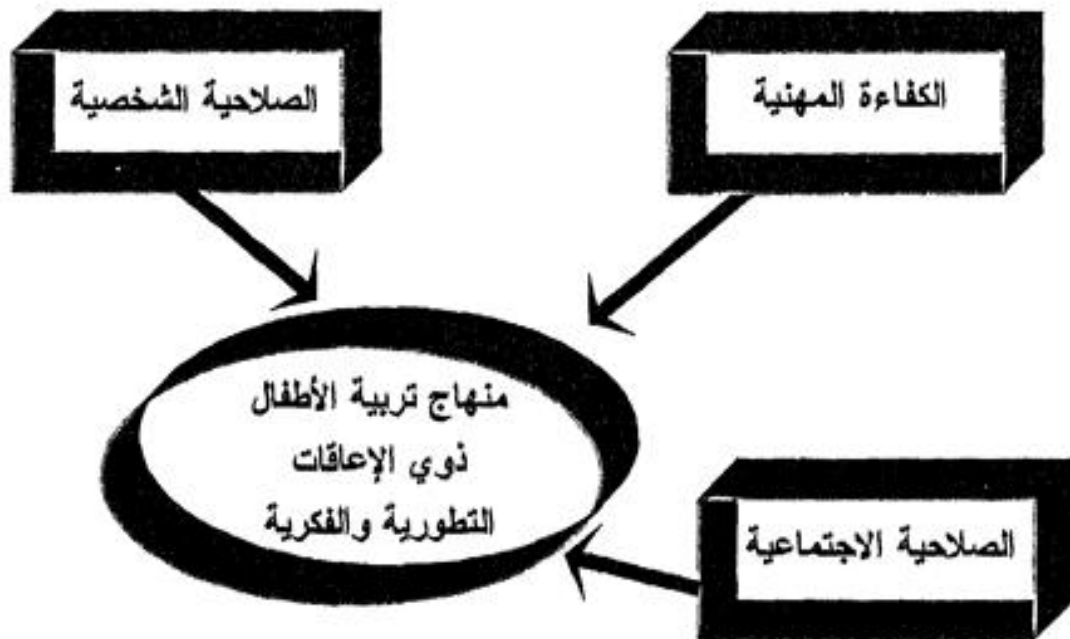 الكفاءة المهنية
الصلاحية الشخصية
منهاج تربية الأطفال
ذوي الإعاقات
التطورية والفكرية
الصلاحية الاجتماعية